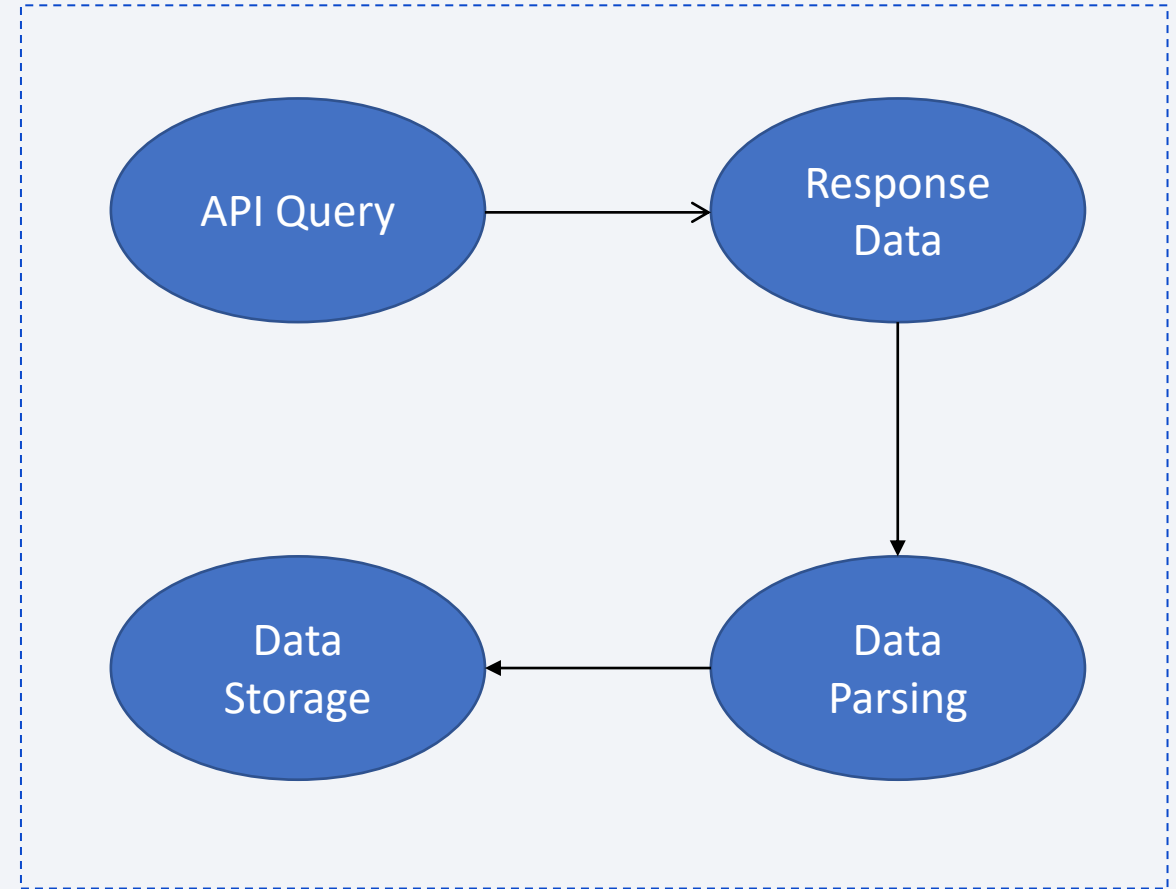 API Query
Response
Data
Data
Storage
Data
Parsing